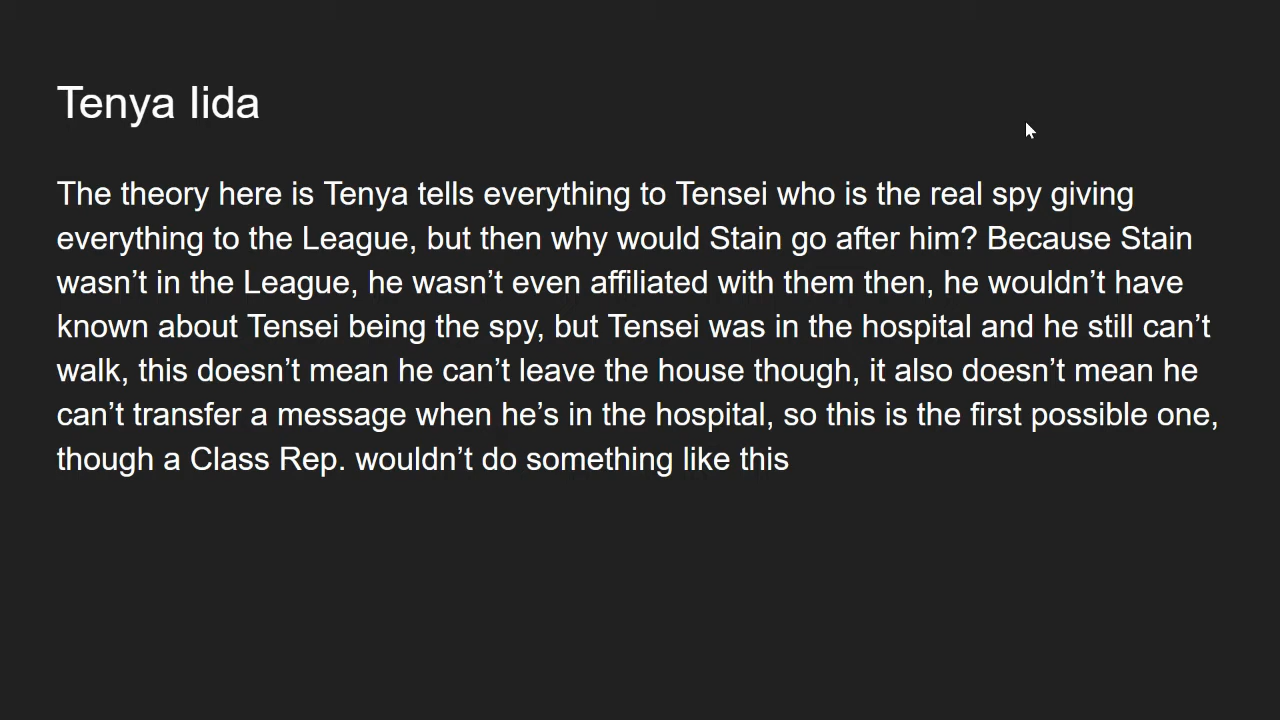 Tenya Iida
The theory here is Tenya tells everything to Tensei who is the real spy giving
everything to the League, but then why would Stain go after him? Because Stain
wasn’t in the League, he wasn’t even affiliated with them then, he wouldn’t have
known about Tensei being the spy, but Tensei was in the hospital and he still can’t
walk, this doesn’t mean he can’t leave the house though, it also doesn’t mean he
can’t transfer a message when he’s in the hospital, so this is the first possible one,
though a Class Rep. wouldn’t do something like this